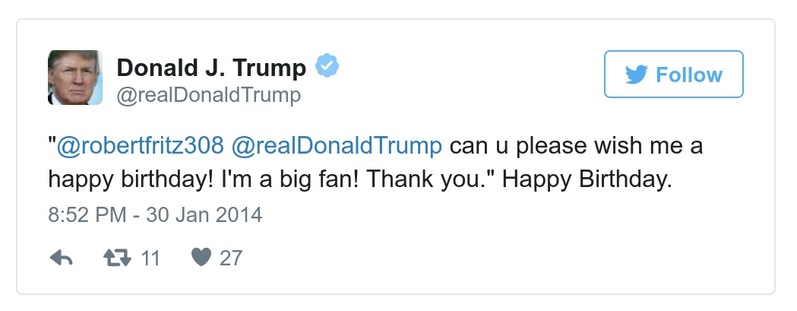 Donald J. Trump
@realDonaldTrump
Follow
"@robertfritz308 @realDonaldTrump can u please wish me a
happy birthday! I'm a big fan! Thank you." Happy Birthday.
8:52 PM - 30 Jan 2014
11 27